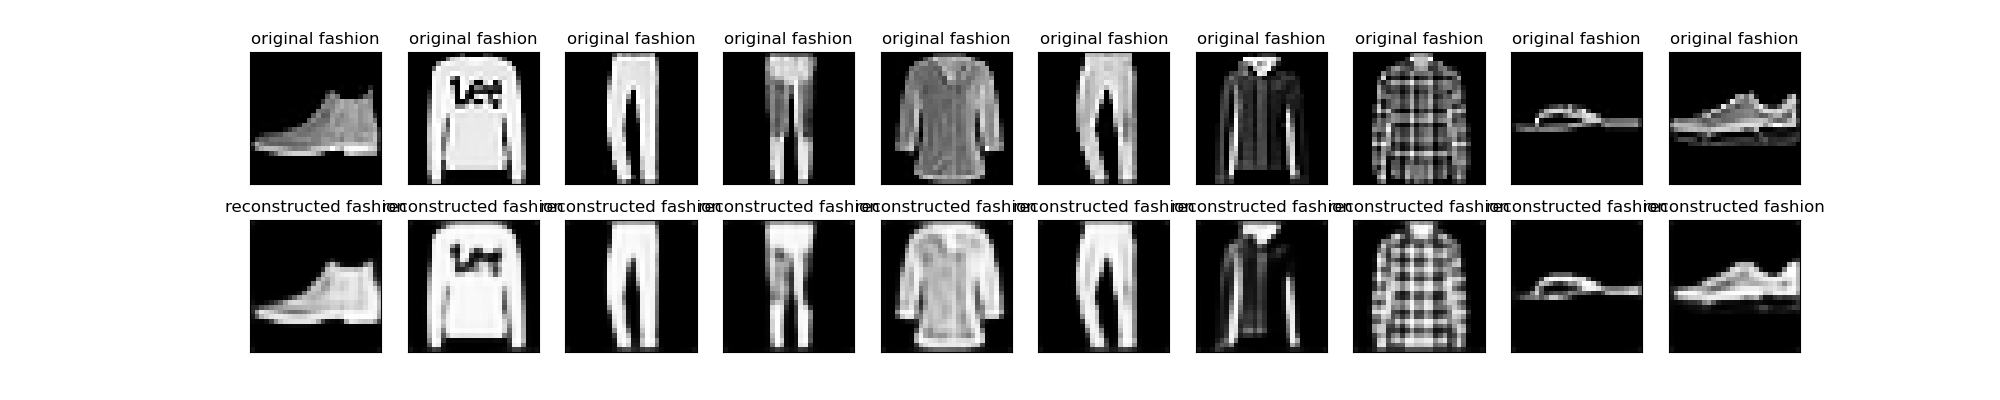 original fashion original fashion original fashion original fashion original fashion original fashion original fashion original fashion original fashion original fashion
Lee
reconstructed fashion reconstructed fashion reconstructed fashion reconstructed fashion reconstructed fashion reconstructed fashion reconstructed fashion reconstructed fashion reconstructed fashion reconstructed fashion
Lee